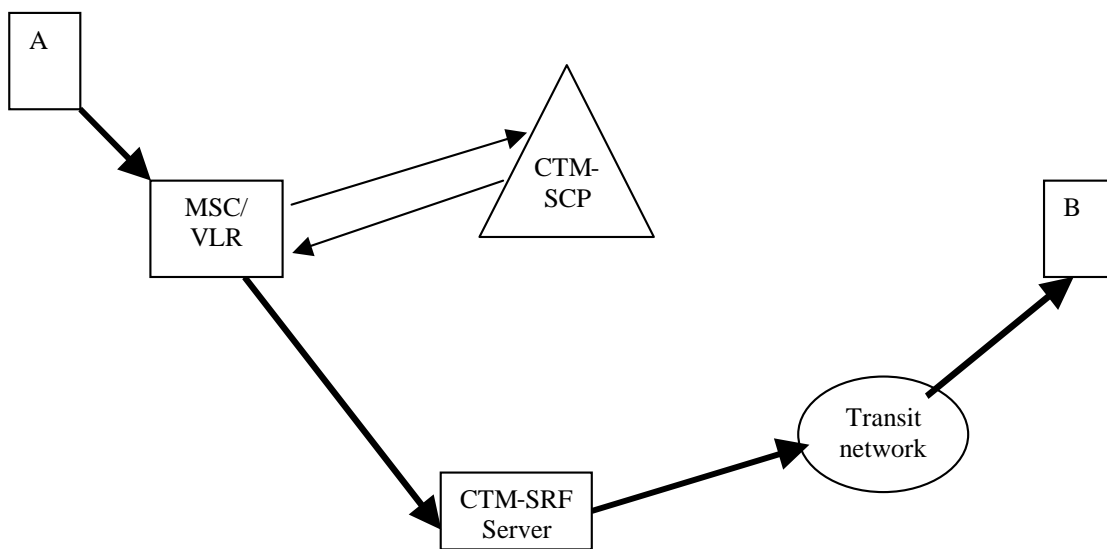 A
CTM-
SCP
MSC/
VLR
B
Transit
network
CTM-SRF
Server